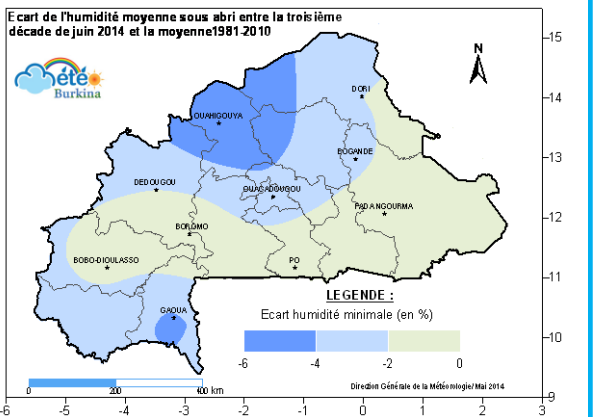 Ecart de l'humidité moyenne sous abri entre la troisième
décade de juin 2014 et la moyenne1981-2010
Météo
Burkina
N
DORI
OUAHIGOUYA
BOGANDE
DEDOUGOU
OUAGADOUGOU
FADA NGOURMA
BOROMO
BOBO-DIOULASSO
PO
GAOUA
LEGENDE :
Ecart humidité minimale (en %)
-6 -4 -2 0
0 200 400 km
Direction Générale de la Météorologie/Mai 2014
15
14
13
12
11
10
9
-6 -5 -4 -3 -2 -1 0 1 2 3